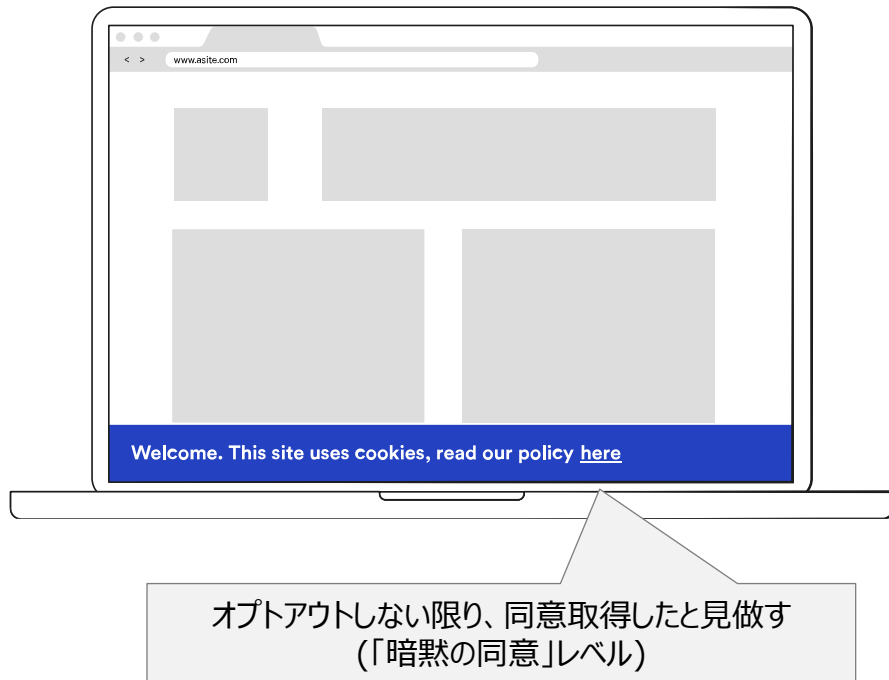 < >
www.asite.com
Welcome. This site uses cookies, read our policy here
オプトアウトしない限り、同意取得したと見做す
(「暗黙の同意」レベル)